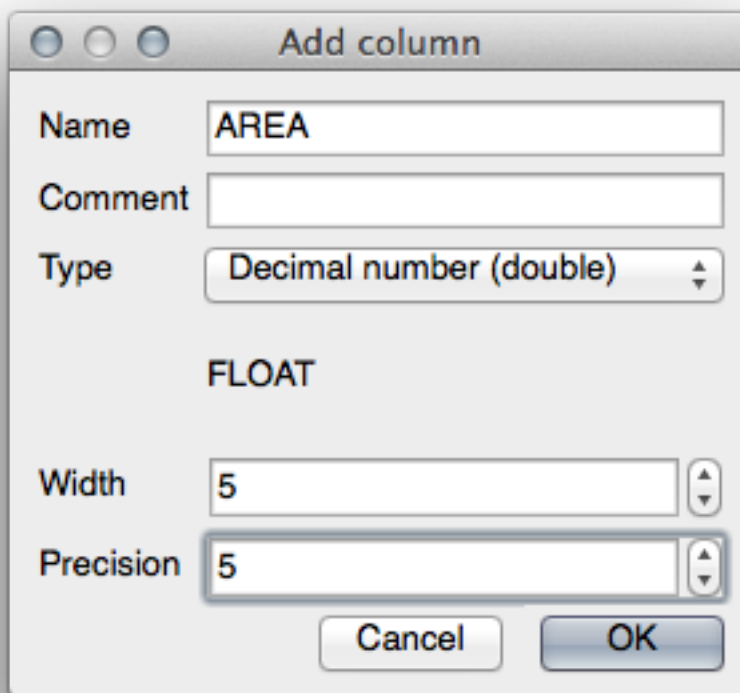 Add column
Name AREA
Comment
Type Decimal number (double)
FLOAT
Width 5
Precision 5
Cancel OK